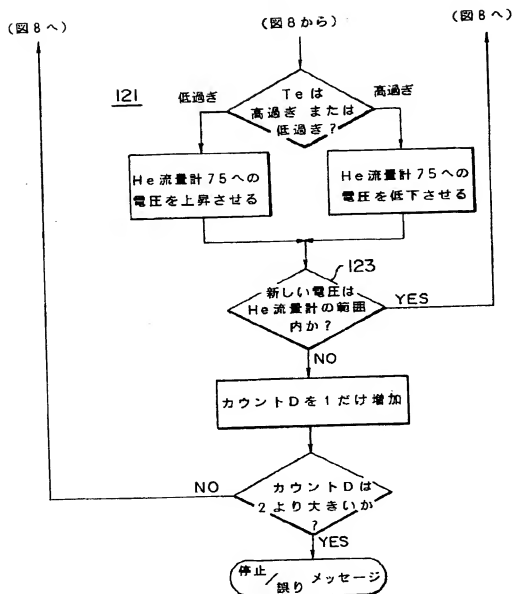 (図8へ)
(図8から)
(図8へ)
121
Teは
高過ぎ または
低過ぎ?
低過ぎ
高過ぎ
He流量計75への
電圧を上昇させる
He流量計75への
電圧を低下させる
123
新しい電圧は
He流量計の範囲
内か?
YES
NO
カウントDを1だけ増加
カウントDは
2より大きいか
?
NO
YES
停止/誤りメッセージ